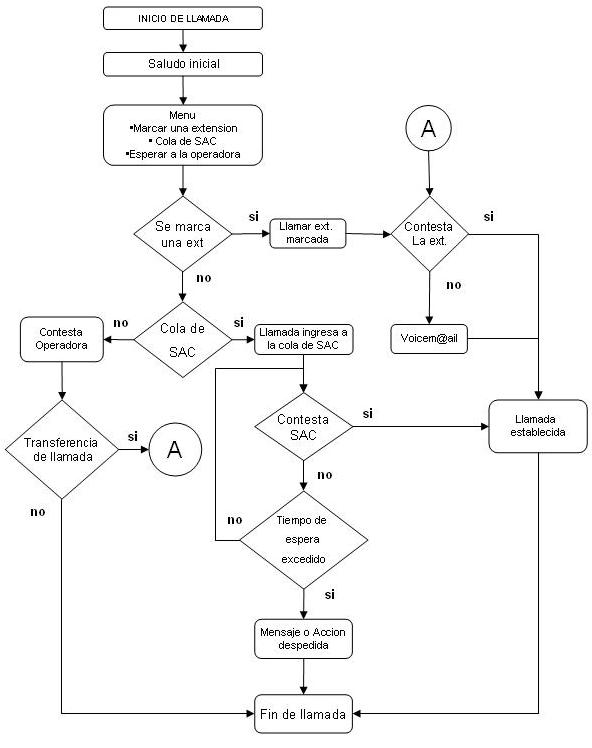 INICIO DE LLAMADA
Saludo inicial
Menu
▪Marcar una extension
▪ Cola de SAC
▪Esperar a la operadora
A
Se marca
una ext
si
Llamar ext.
marcada
Contesta
La ext.
si
no
no
Voicem@ail
Contesta
Operadora
no
Cola de
SAC
si
Llamada ingresa a
la cola de SAC
Contesta
SAC
si
Llamada
establecida
Transferencia
de llamada
si
A
no
no
Tiempo de
espera
excedido
no
si
Mensaje o Accion
despedida
Fin de llamada